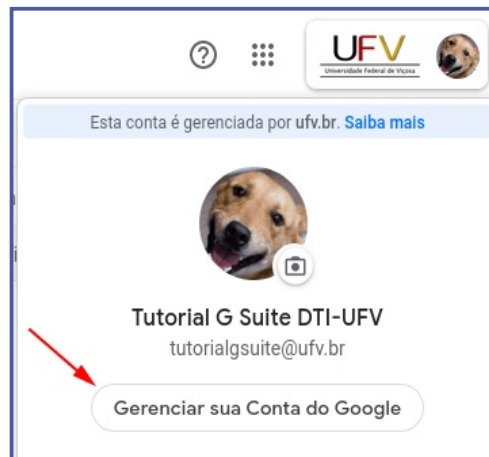 UFV
Universidade Federal de Viçosa
Esta conta é gerenciada por ufv.br. Saiba mais
Tutorial G Suite DTI-UFV
tutorialgsuite@ufv.br
Gerenciar sua Conta do Google